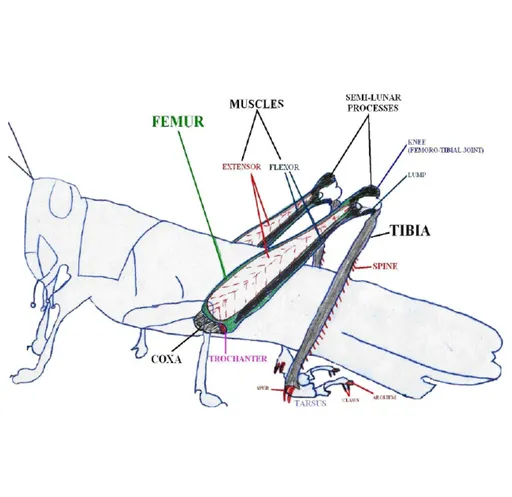 SEMI-LUNAR
PROCESSES
MUSCLES
FEMUR
KNEE
(FEMORO-TIBIAL JOINT)
EXTENSOR
FLEXOR
LUMP
TIBIA
SPINE
COXA
TROCHANTER
SPUR
TARSUS
CLAWS
AROLIUM